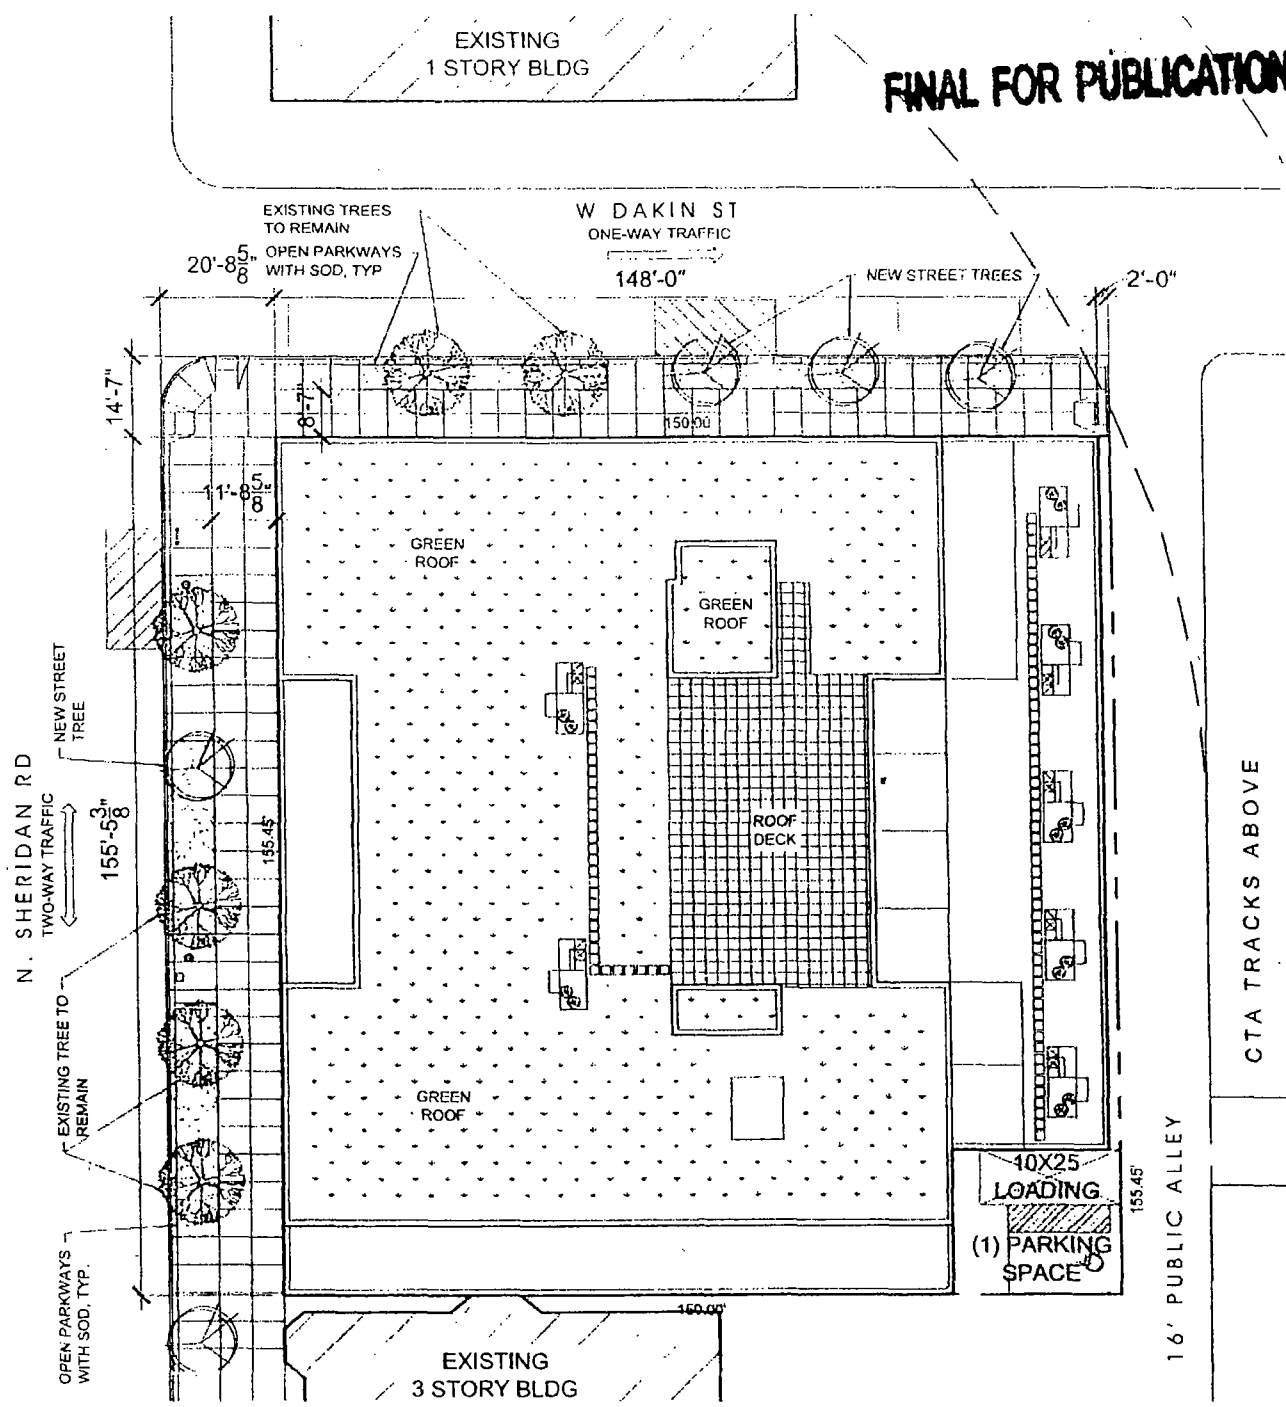 EXISTING
1 STORY BLDG
FINAL FOR PUBLICATION
EXISTING TREES
TO REMAIN
OPEN PARKWAYS
WITH SOD, TYP
W DAKIN ST
ONE-WAY TRAFFIC
20'-8 5/8"
148'-0"
NEW STREET TREES
2'-0"
14'-7"
8'-7"
150.00
11'-8 5/8"
GREEN
ROOF
GREEN
ROOF
NEW STREET
TREE
N. SHERIDAN RD
TWO-WAY TRAFFIC
155'-5 3/8"
155.45'
ROOF
DECK
CTA TRACKS ABOVE
EXISTING TREE TO
REMAIN
GREEN
ROOF
10X25
LOADING
155.45'
(1) PARKING
SPACE
16' PUBLIC ALLEY
OPEN PARKWAYS
WITH SOD, TYP.
150.00'
EXISTING
3 STORY BLDG